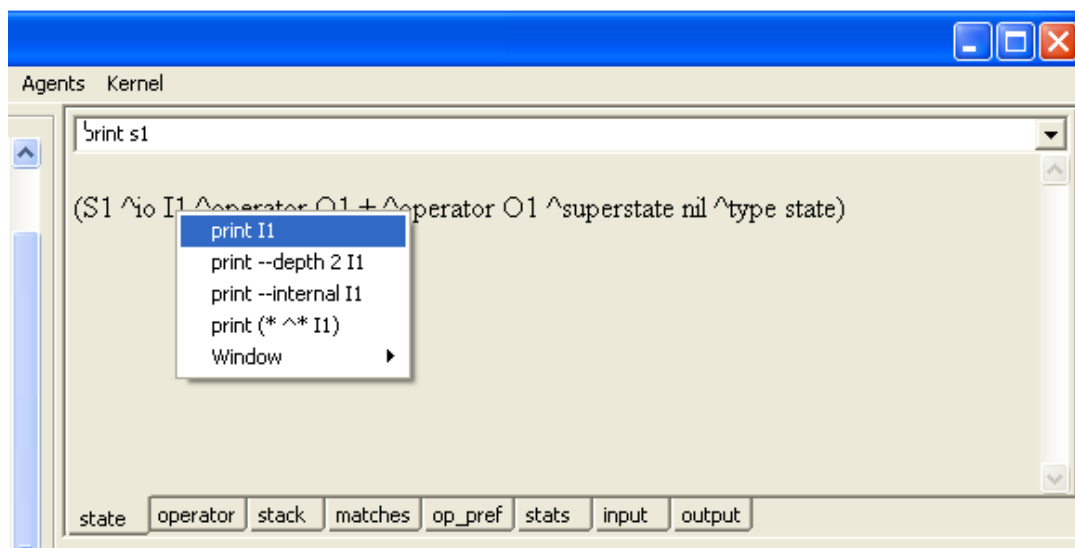 Agents Kernel
print s1
(S1 ^io I1 ^operator O1 + ^operator O1 ^superstate nil ^type state)
print I1
print --depth 2 I1
print --internal I1
print (* ^* I1)
Window
state operator stack matches op_pref stats input output